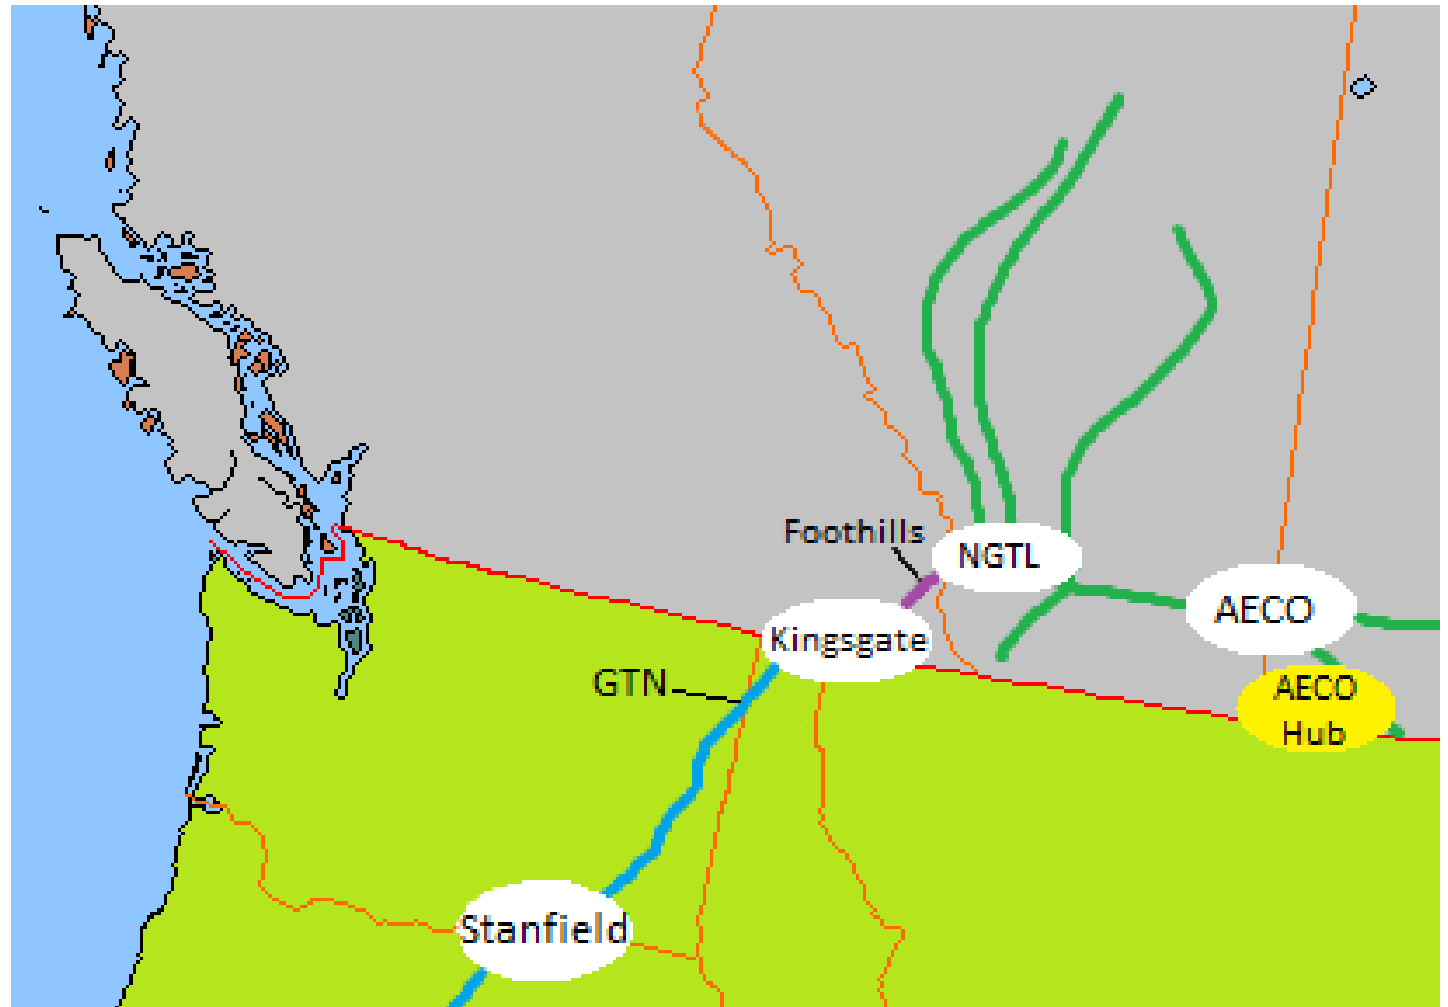 Foothills
NGTL
AECO
Kingsgate
GTN
AECO
Hub
Stanfield